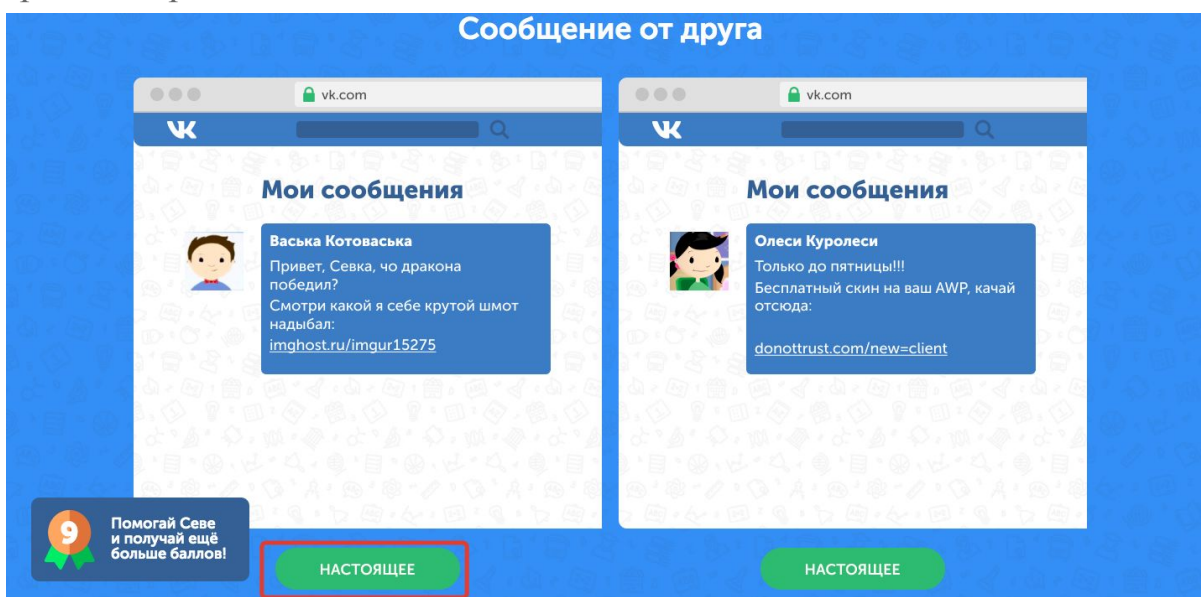 Сообщение от друга
vk.com
Мои сообщения
Васька Котоваська
Привет, Севка, чо дракона
победил?
Смотри какой я себе крутой шмот
надыбал:
imghost.ru/imgur15275
vk.com
Мои сообщения
Олеси Куролеси
Только до пятницы!!!
Бесплатный скин на ваш AWP, качай
отсюда:
donottrust.com/new=client
9
Помогай Севе
и получай ещё
больше баллов!
НАСТОЯЩЕЕ
НАСТОЯЩЕЕ